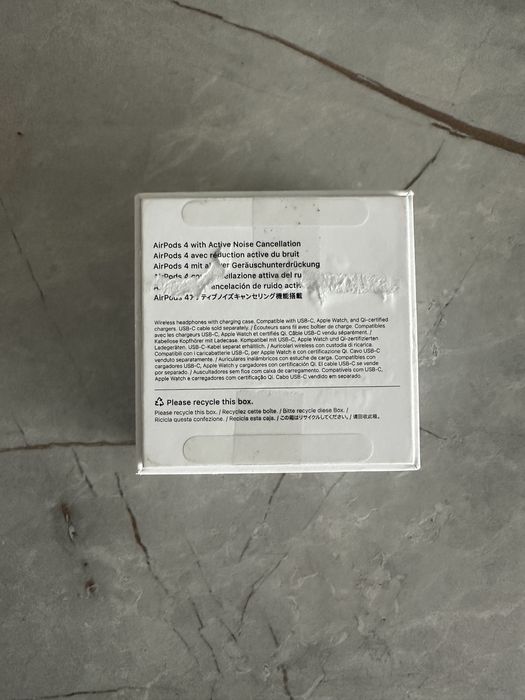 AirPods 4 with Active Noise Cancellation
AirPods 4 avec réduction active du bruit
AirPods 4 mit Geräuschunterdrückung
AirPods 4 attiva del
ancelación de ruido
AirPods 4 ティブノイズキャンセリング機能搭載
Wireless headphones with charging case. Compatible with USB-C, Apple Watch, and Qi-certified
chargers. USB-C cable sold separately. / Écouteurs sans fil avec boîtier de charge. Compatibles
avec les chargeurs USB-C, Apple Watch et certifiés Qi. Câble USB-C vendu séparément. /
Kabellose Kopfhörer mit Ladecase. Kompatibel mit USB-C, Apple Watch und Qi-zertifizierten
Ladegeräten. USB-C-Kabel separat erhältlich. / Auricolari wireless con custodia di ricarica.
Compatibili con i caricabatterie USB-C, per Apple Watch e con certificazione Qi. Cavo USB-C
venduto separatamente. / Auriculares inalámbricos con estuche de carga. Compatibles con
cargadores USB-C, Apple Watch y cargadores con certificación Qi. El cable USB-C se vende
por separado. / Auscultadores sem fios com caixa de carregamento. Compatíveis com USB-C,
Apple Watch e carregadores com certificação Qi. Cabo USB-C vendido em separado.
Please recycle this box.
Please recycle this box. / Recyclez cette boîte. / Bitte recycle diese Box. /
Ricicla questa confezione. / Recicla esta caja. / この箱はリサイクルしてください。/ 请回收此箱。